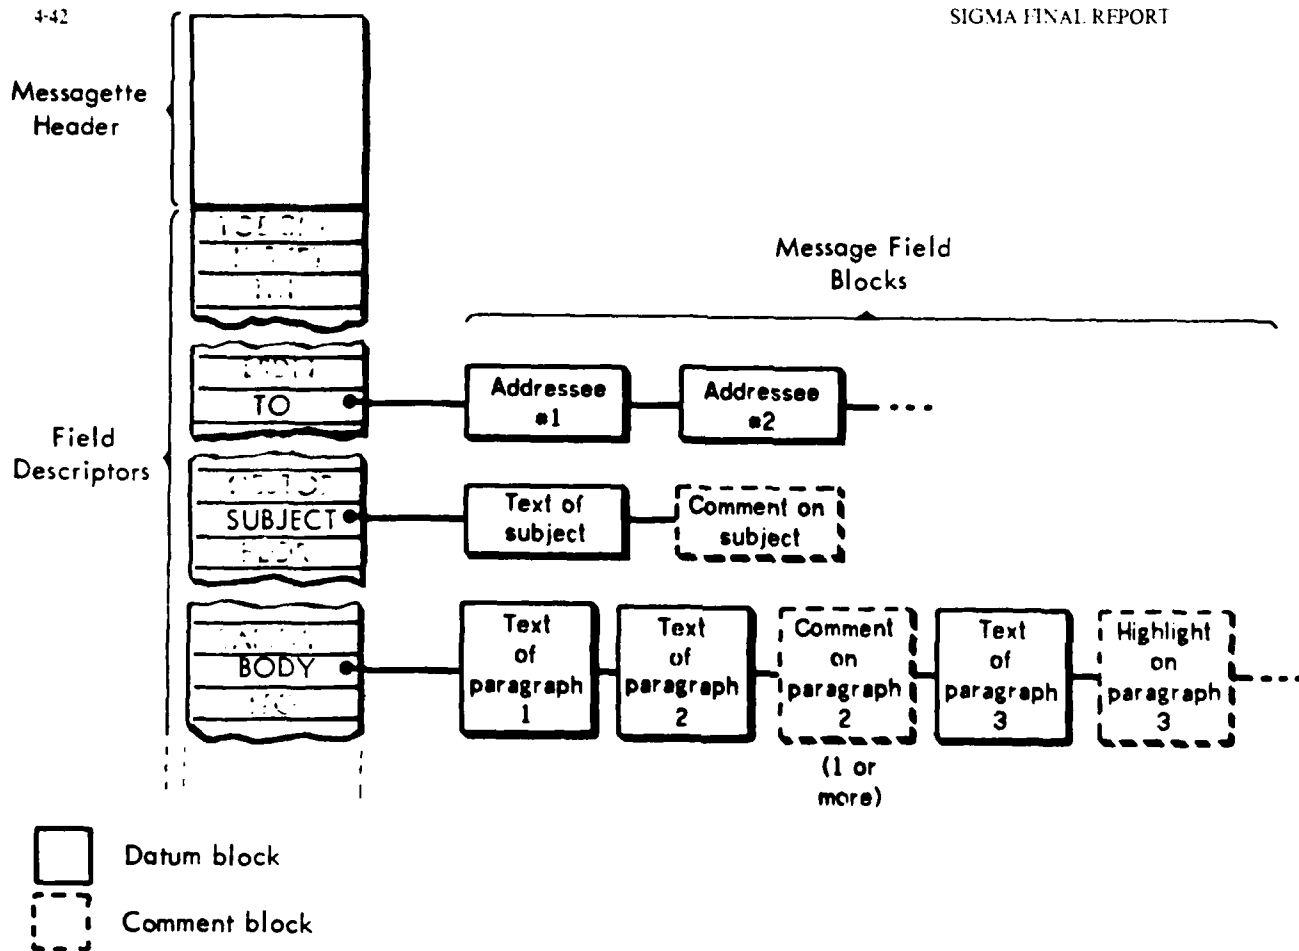 4-42
SIGMA FINAL REPORT
Messagette
Header
Message Field
Blocks
Field
Descriptors
TO
Addressee
#1
Addressee
#2
SUBJECT
Text of
subject
Comment on
subject
BODY
Text
of
paragraph
1
Text
of
paragraph
2
Comment
on
paragraph
2
(1 or
more)
Text
of
paragraph
3
Highlight
on
paragraph
3
Datum block
Comment block